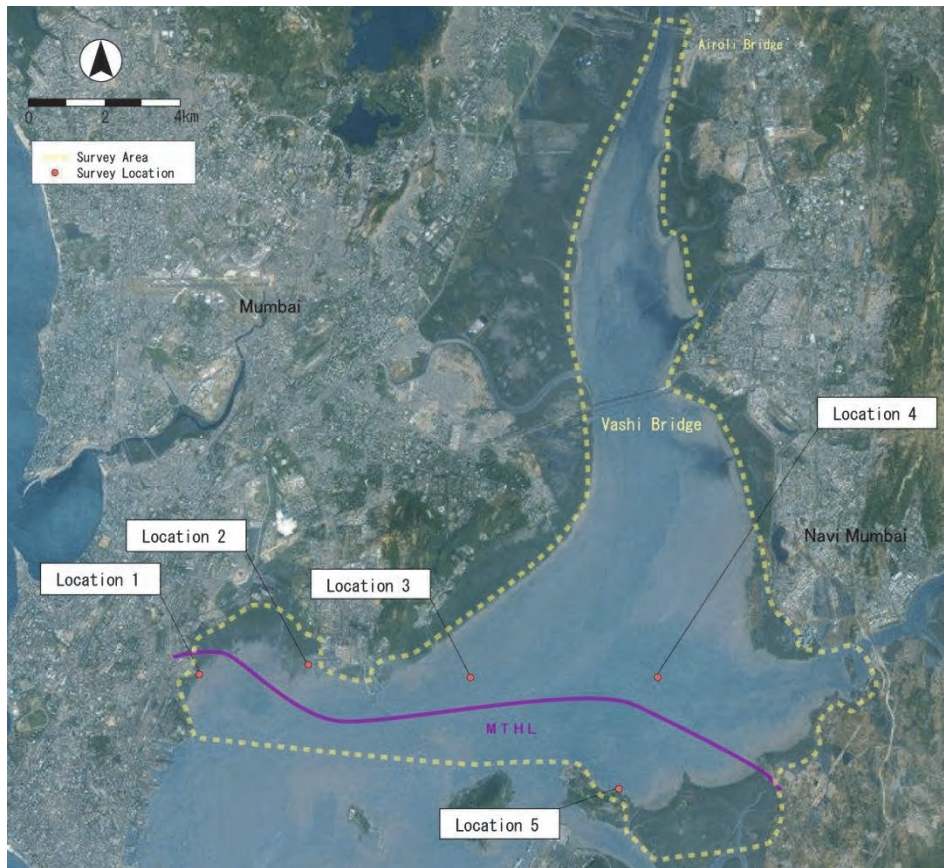 Airoli Bridge
0 2 4km
Survey Area
Survey Location
Mumbai
Location 4
Vashi Bridge
Location 2
Navi Mumbai
Location 1
Location 3
MTHL
Location 5